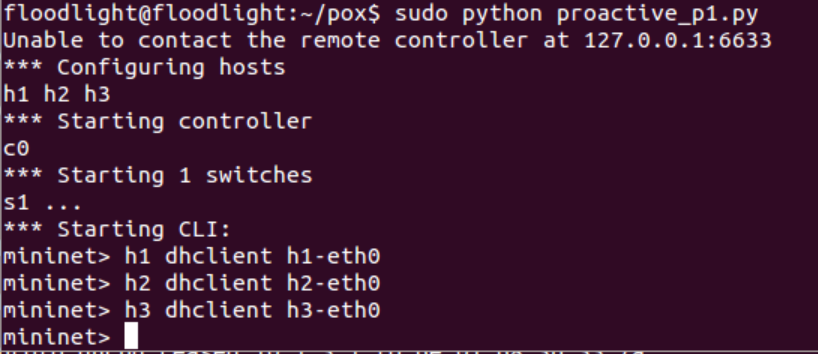 floodlight@floodlight:~/pox$ sudo python proactive_p1.py
Unable to contact the remote controller at 127.0.0.1:6633
*** Configuring hosts
h1 h2 h3
*** Starting controller
c0
*** Starting 1 switches
s1 ...
*** Starting CLI:
mininet> h1 dhclient h1-eth0
mininet> h2 dhclient h2-eth0
mininet> h3 dhclient h3-eth0
mininet>